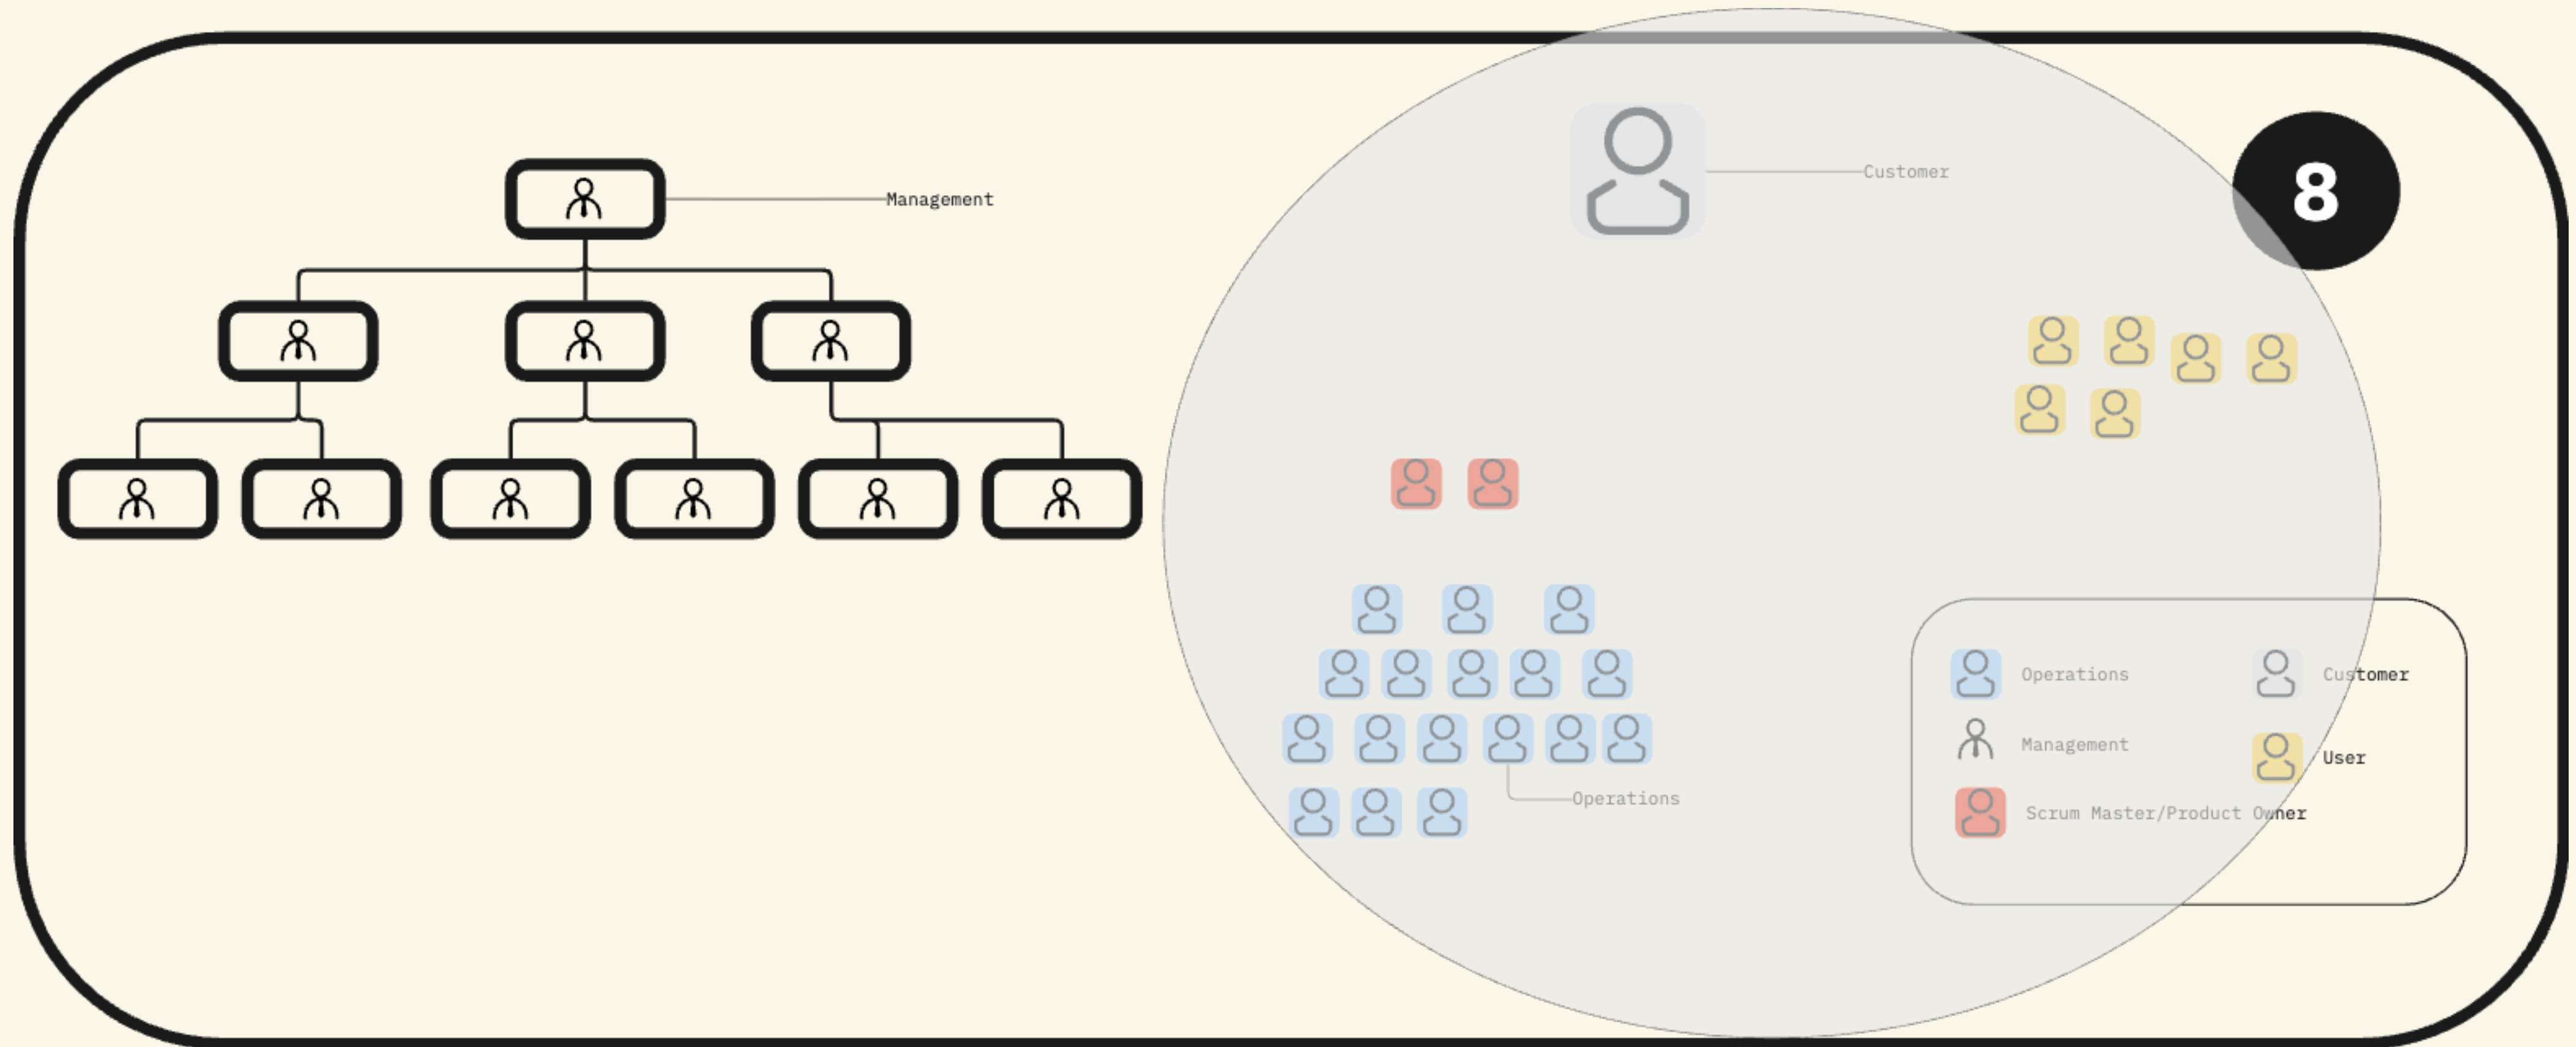 Customer
8
Management
Operations
Operations
Customer
Management
User
Scrum Master/Product Owner